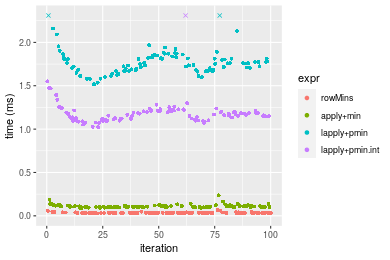 time (ms)
2.0
1.5
1.0
0.5
0.0
0
25
50
75
100
iteration
expr
rowMins
apply+min
lapply+pmin
lapply+pmin.int